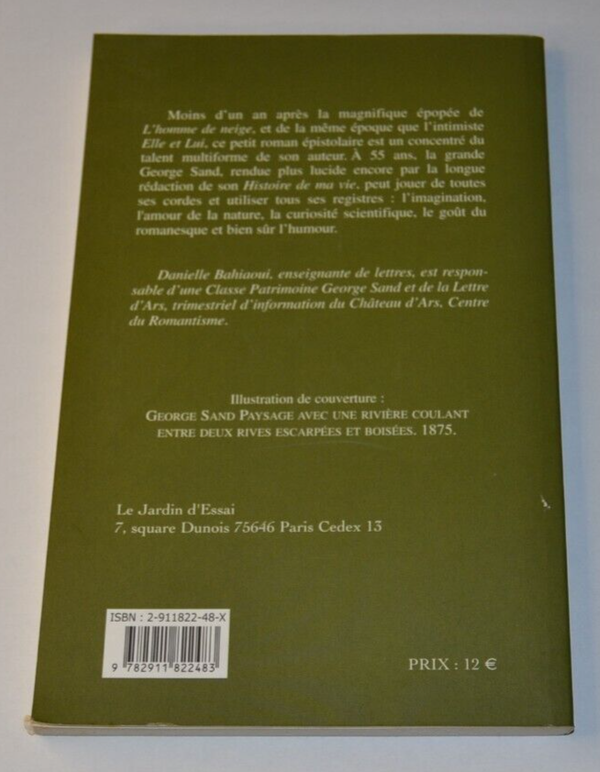 Moins d'un an après la magnifique épopée de
L'homme de neige, et de la même époque que l'intimiste
Elle et Lui, ce petit roman épistolaire est un concentré du
talent multiforme de son auteur. À 55 ans, la grande
George Sand, rendue plus lucide encore par la longue
rédaction de son Histoire de ma vie, peut jouer de toutes
ses cordes et utiliser tous ses registres : l'imagination,
l'amour de la nature, la curiosité scientifique, le goût du
romanesque et bien sûr l'humour.
Danielle Bahiaoui, enseignante de lettres, est respon-
sable d'une Classe Patrimoine George Sand et de la Lettre
d'Ars, trimestriel d'information du Château d'Ars. Centre
du Romantisme.
Illustration de couverture :
GEORGE SAND PAYSAGE AVEC UNE RIVIÈRE COULANT
ENTRE DEUX RIVES ESCARPÉES ET BOISÉES. 1875.
Le Jardin d'Essai
7, square Dunois 75646 Paris Cedex 13
ISBN : 2-911822-48-X
9 782911 822483
PRIX : 12 €